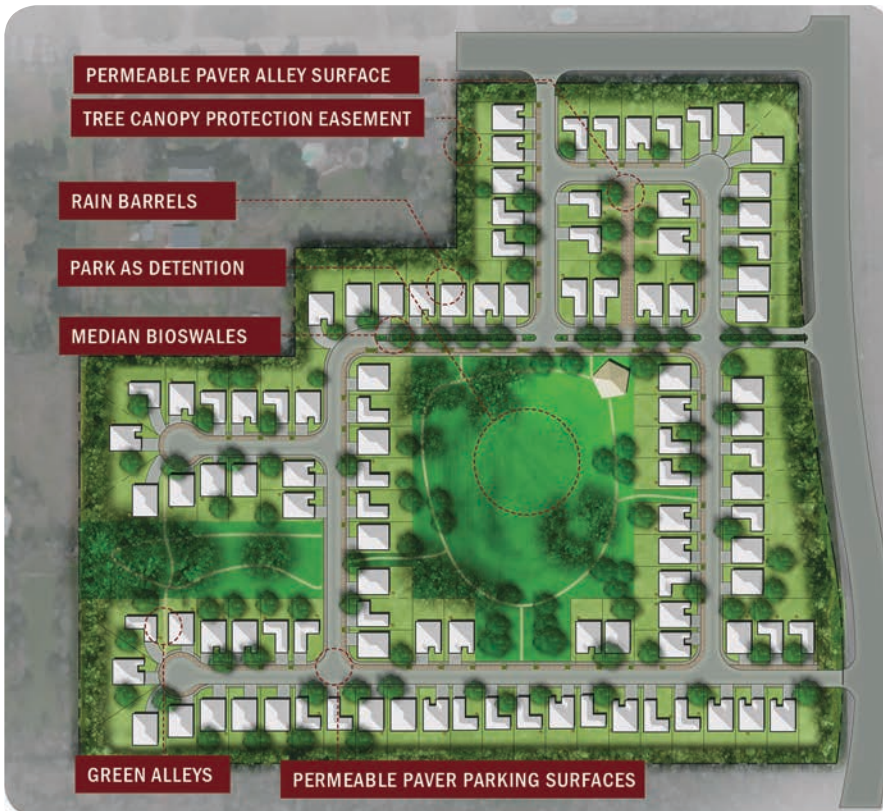 PERMEABLE PAVER ALLEY SURFACE
TREE CANOPY PROTECTION EASEMENT
RAIN BARRELS
PARK AS DETENTION
MEDIAN BIOSWALES
GREEN ALLEYS
PERMEABLE PAVER PARKING SURFACES